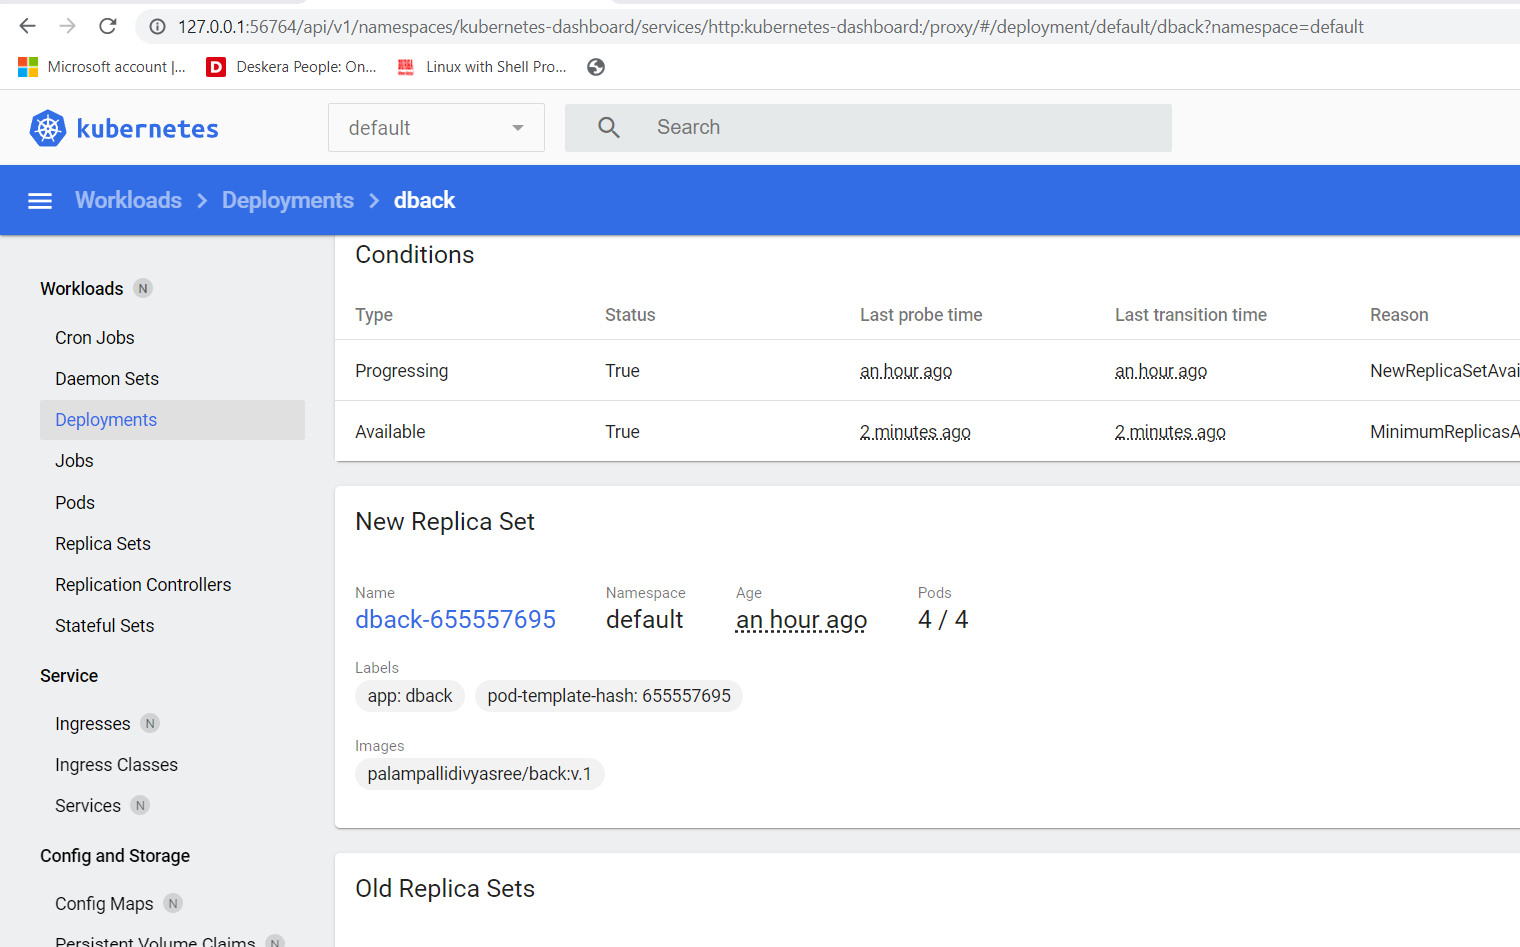 127.0.0.1:56764/api/v1/namespaces/kubernetes-dashboard/services/http:kubernetes-dashboard:/proxy/#/deployment/default/dback?namespace=default
Microsoft account |... D Deskera People: On... Linux with Shell Pro...
kubernetes default Search
Workloads > Deployments > dback
Workloads N
Cron Jobs
Daemon Sets
Deployments
Jobs
Pods
Replica Sets
Replication Controllers
Stateful Sets
Service
Ingresses N
Ingress Classes
Services N
Config and Storage
Config Maps N
Persistent Volume Claims N
Conditions
Type Status Last probe time Last transition time Reason
Progressing True an hour ago an hour ago NewReplicaSetAvai
Available True 2 minutes ago 2 minutes ago MinimumReplicasA
New Replica Set
Name Namespace Age Pods
dback-655557695 default an hour ago 4 / 4
Labels
app: dback pod-template-hash: 655557695
Images
palampallidivyasree/back:v.1
Old Replica Sets